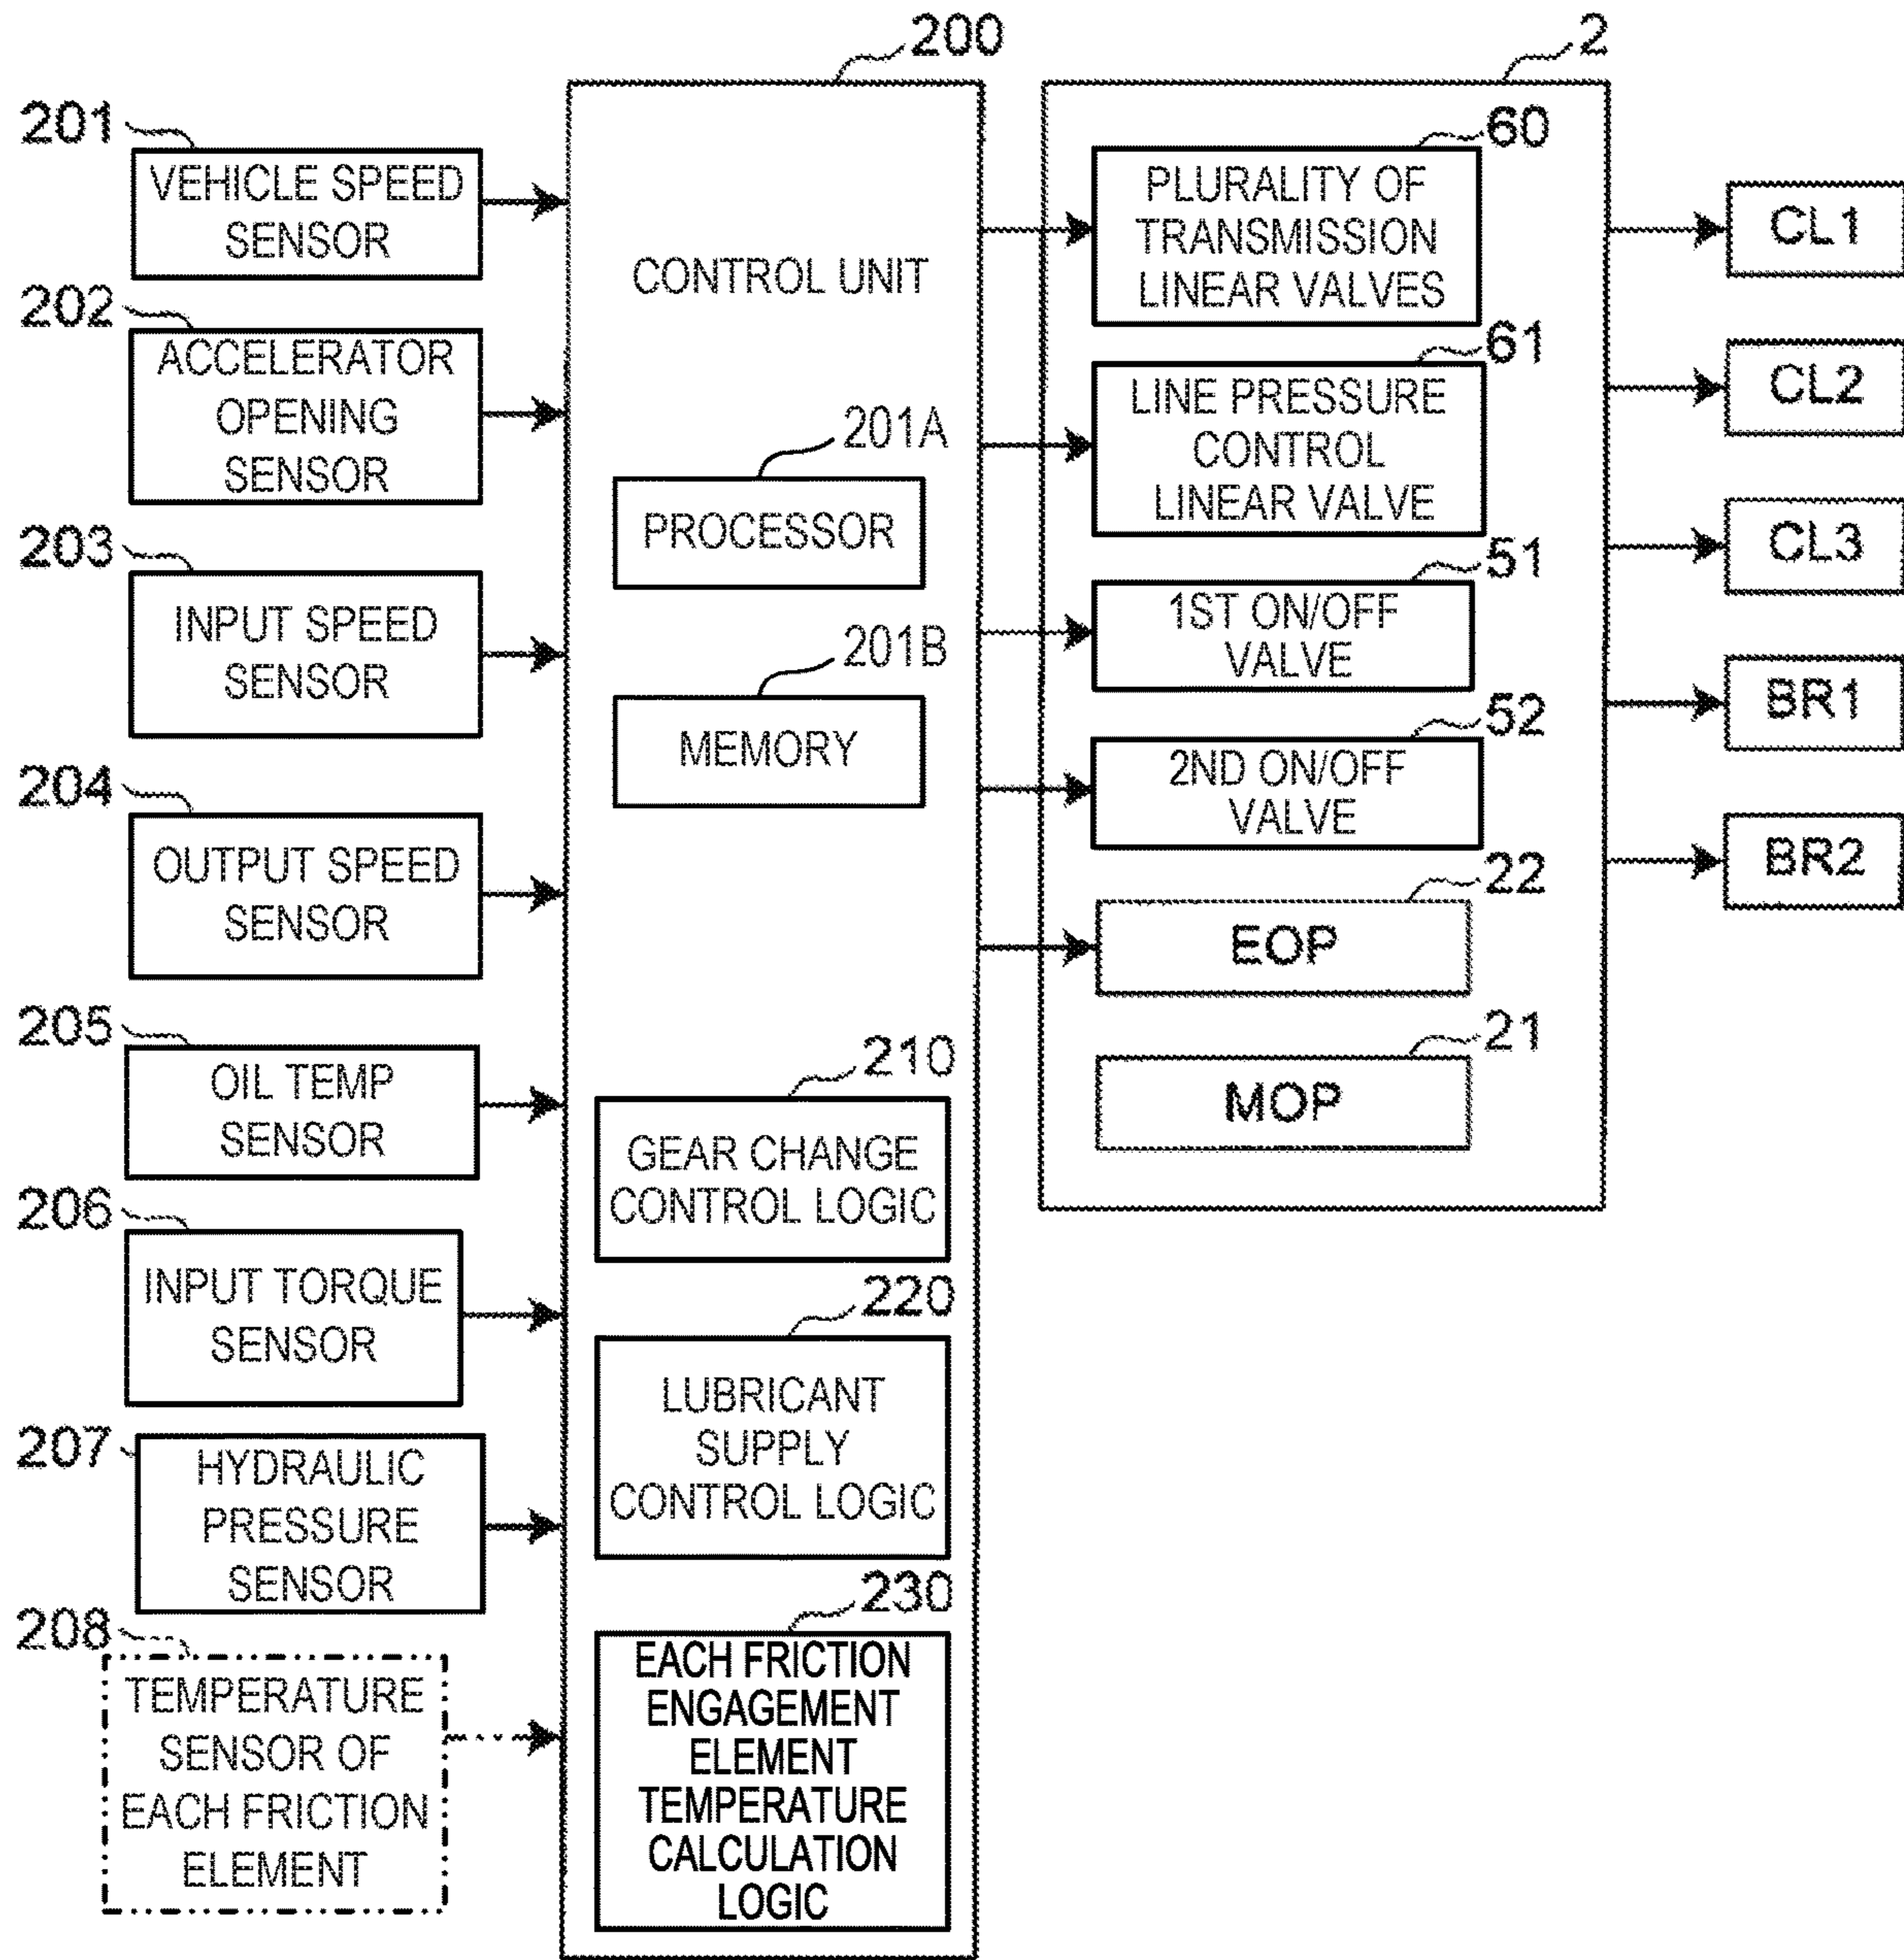 201
VEHICLE SPEED
SENSOR
202
ACCELERATOR
OPENING
SENSOR
203
INPUT SPEED
SENSOR
204
OUTPUT SPEED
SENSOR
205
OIL TEMP
SENSOR
206
INPUT TORQUE
SENSOR
207
HYDRAULIC
PRESSURE
SENSOR
208
TEMPERATURE
SENSOR OF
EACH FRICTION
ELEMENT
200
CONTROL UNIT
201A
PROCESSOR
201B
MEMORY
210
GEAR CHANGE
CONTROL LOGIC
220
LUBRICANT
SUPPLY
CONTROL LOGIC
230
EACH FRICTION
ENGAGEMENT
ELEMENT
TEMPERATURE
CALCULATION
LOGIC
2
60
PLURALITY OF
TRANSMISSION
LINEAR VALVES
61
LINE PRESSURE
CONTROL
LINEAR VALVE
51
1ST ON/OFF
VALVE
52
2ND ON/OFF
VALVE
22
EOP
21
MOP
CL1
CL2
CL3
BR1
BR2